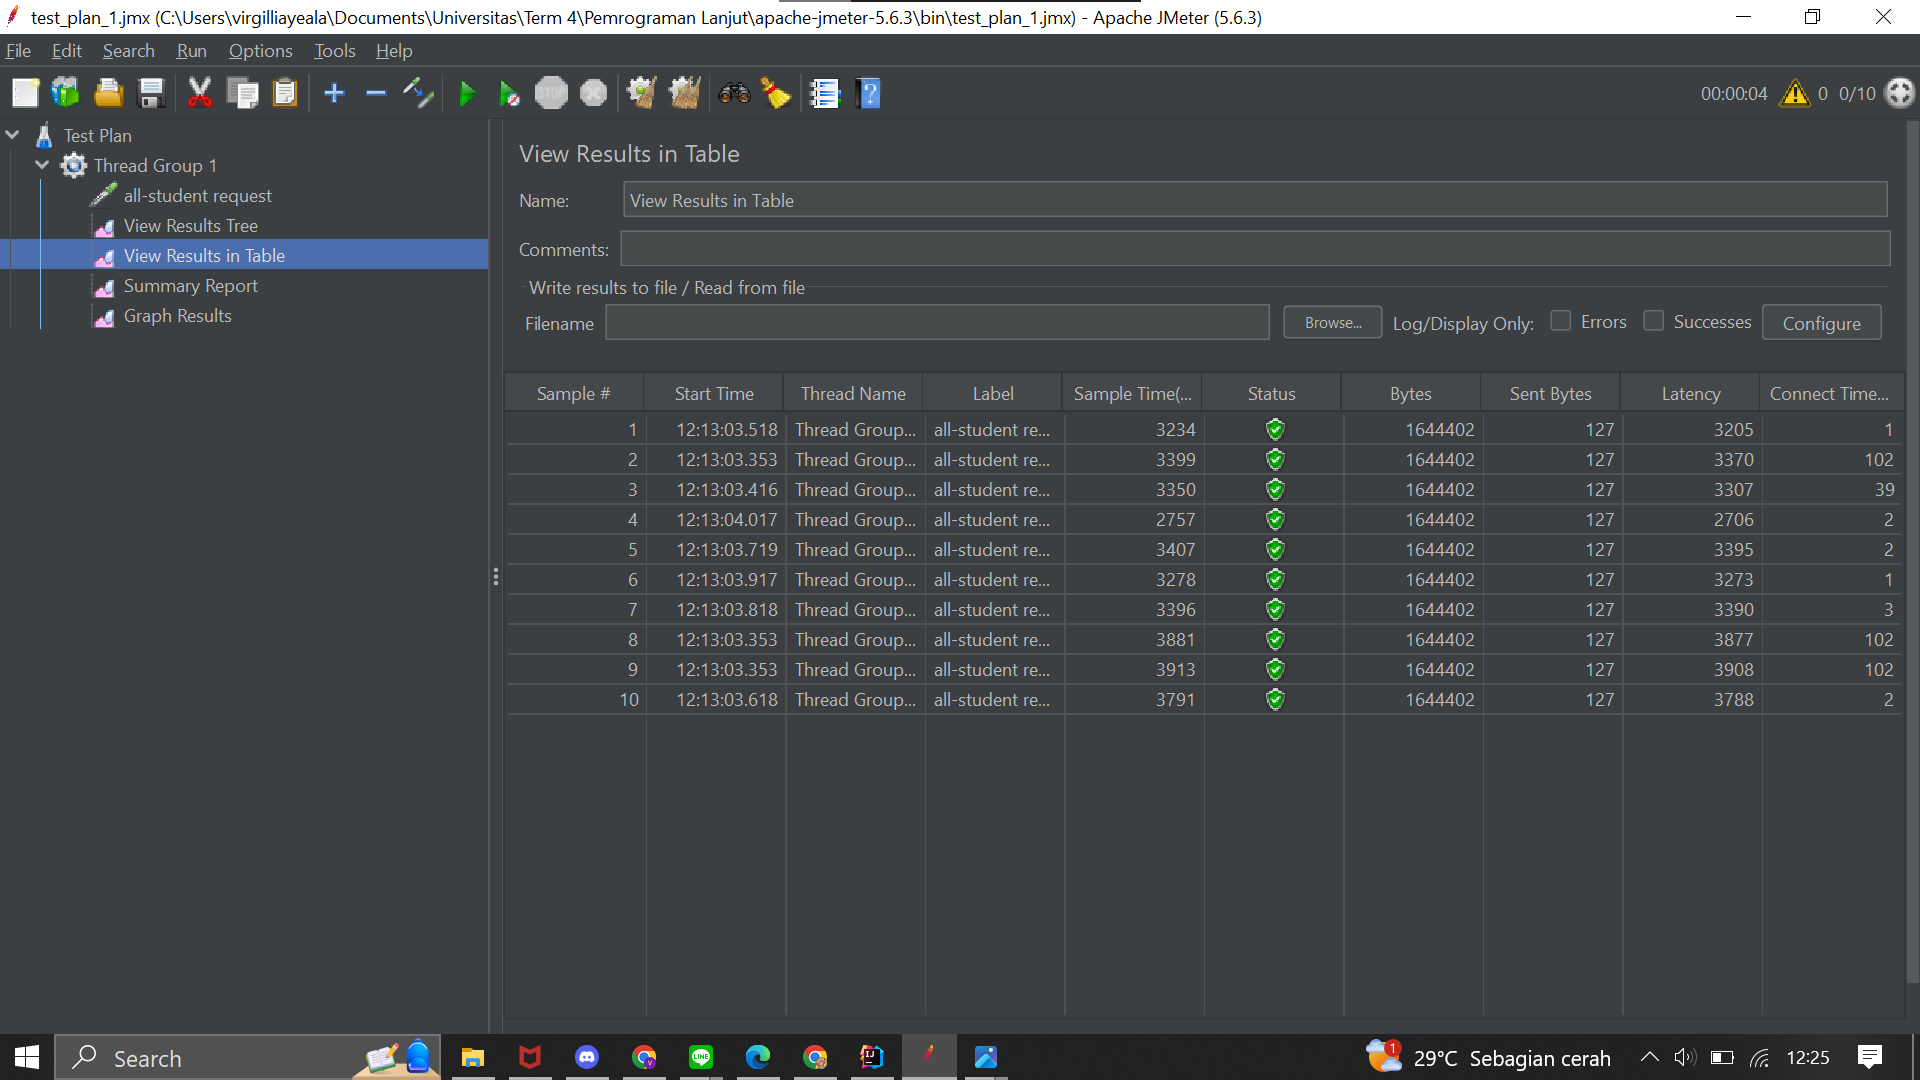 test_plan_1.jmx (C:\Users\virgilliayeala\Documents\Universitas\Term 4\Pemrograman Lanjut\apache-jmeter-5.6.3\bin\test_plan_1.jmx) - Apache JMeter (5.6.3)
File Edit Search Run Options Tools Help
STOP 00:00:04 0 0/10
Test Plan
Thread Group 1
all-student request
View Results Tree
View Results in Table
Summary Report
Graph Results
View Results in Table
Name: View Results in Table
Comments:
Write results to file / Read from file
Filename Browse... Log/Display Only: Errors Successes Configure
Sample # Start Time Thread Name Label Sample Time(... Status Bytes Sent Bytes Latency Connect Time...
1 12:13:03.518 Thread Group... all-student re... 3234 1644402 127 3205 1
2 12:13:03.353 Thread Group... all-student re... 3399 1644402 127 3370 102
3 12:13:03.416 Thread Group... all-student re... 3350 1644402 127 3307 39
4 12:13:04.017 Thread Group... all-student re... 2757 1644402 127 2706 2
5 12:13:03.719 Thread Group... all-student re... 3407 1644402 127 3395 2
6 12:13:03.917 Thread Group... all-student re... 3278 1644402 127 3273 1
7 12:13:03.818 Thread Group... all-student re... 3396 1644402 127 3390 3
8 12:13:03.353 Thread Group... all-student re... 3881 1644402 127 3877 102
9 12:13:03.353 Thread Group... all-student re... 3913 1644402 127 3908 102
10 12:13:03.618 Thread Group... all-student re... 3791 1644402 127 3788 2
Search LINE IJ 1 29°C Sebagian cerah 12:25